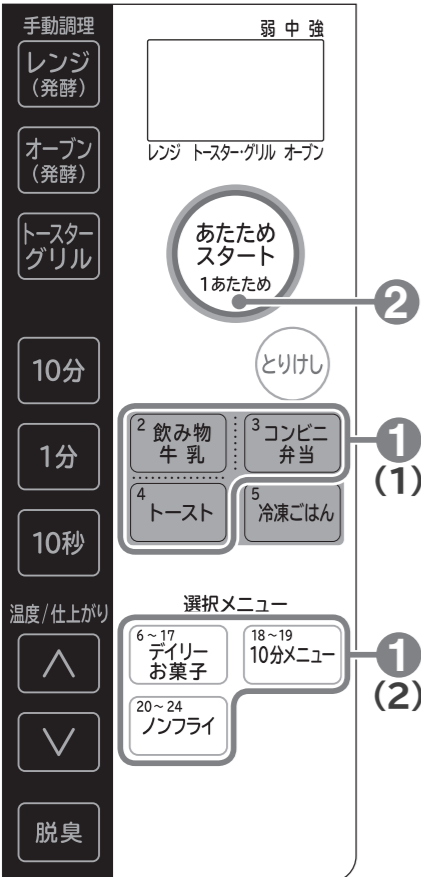 手動調理
レンジ
(発酵)
オーブン
(発酵)
トースター
グリル
10分
1分
10秒
温度/仕上がり
脱臭
弱 中 強
レンジ トースター・グリル オーブン
あたため
スタート
1あたため
2
とりけし
2 飲み物
牛 乳
3 コンビニ
弁当
1
(1)
4
トースト
5
冷凍ごはん
選択メニュー
6~17
デイリー
お菓子
18~19
10分メニュー
1
(2)
20~24
ノンフライ